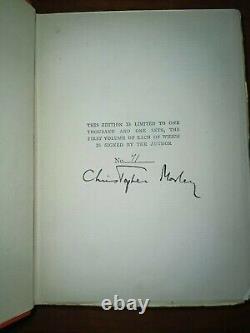 THIS EDITION IS LIMITED TO ONE
THOUSAND AND ONE SETS, THE
FIRST VOLUME OF EACH OF WHICH
IS SIGNED BY THE AUTHOR
No. 71
Christopher Morley